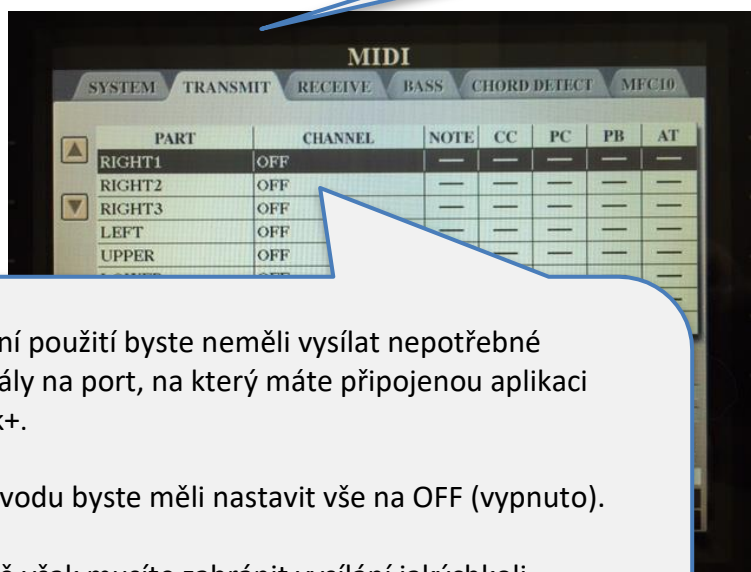 MIDI
SYSTEM TRANSMIT RECEIVE BASS CHORD DETECT MFC10
PART CHANNEL NOTE CC PC PB AT
RIGHT1 OFF — — — — —
RIGHT2 OFF — — — — —
RIGHT3 OFF — — — — —
LEFT OFF — — — —
UPPER OFF — — — —
ní použití byste neměli vysílat nepotřebné
ály na port, na který máte připojenou aplikaci
k+.
vodu byste měli nastavit vše na OFF (vypnuto).